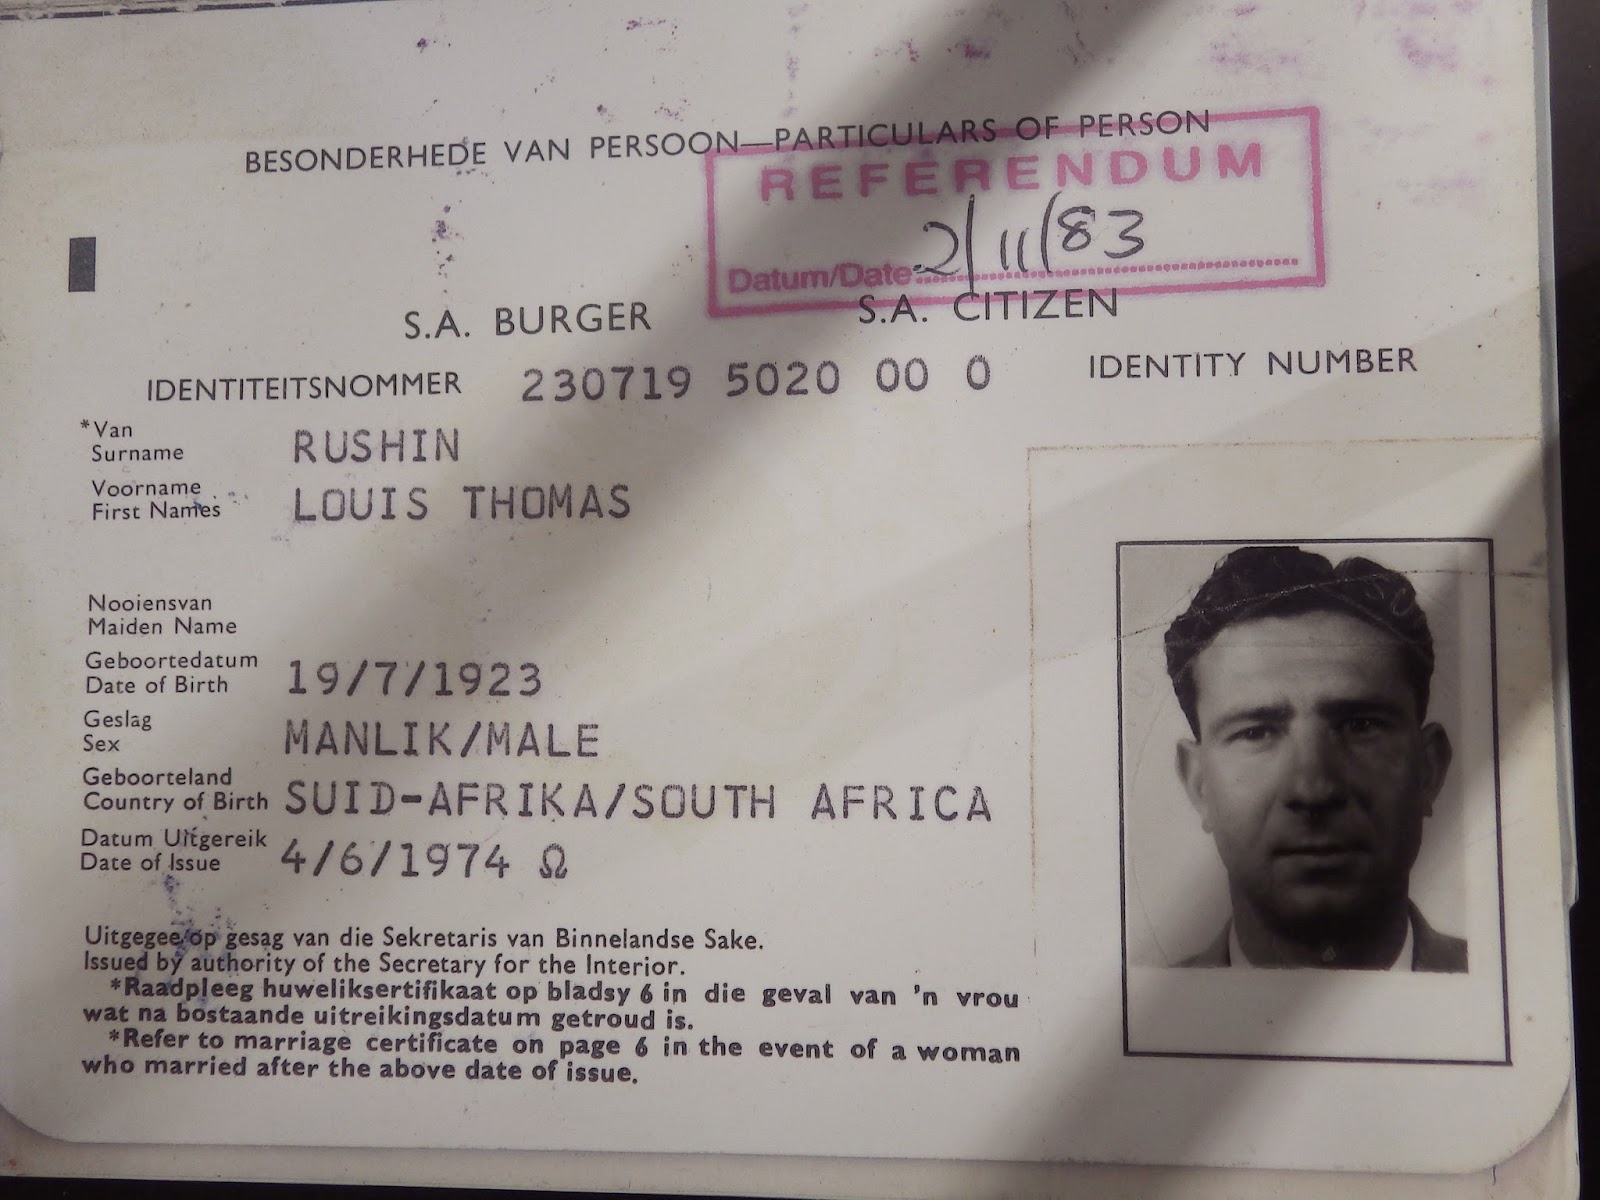 BESONDERHEDE VAN PERSOON—PARTICULARS OF PERSON
REFERENDUM
Datum/Date 2/11/83
S.A. BURGER S.A. CITIZEN
IDENTITEITSNOMMER 230719 5020 00 0 IDENTITY NUMBER
*Van
Surname RUSHIN
Voorname
First Names LOUIS THOMAS
Nooiensvan
Maiden Name
Geboortedatum
Date of Birth 19/7/1923
Geslag
Sex MANLIK/MALE
Geboorteland
Country of Birth SUID-AFRIKA/SOUTH AFRICA
Datum Uitgereik
Date of Issue 4/6/1974 Ω
Uitgegee op gesag van die Sekretaris van Binnelandse Sake.
Issued by authority of the Secretary for the Interior.
*Raadpleeg huweliksertifikaat op bladsy 6 in die geval van 'n vrou
wat na bostaande uitreikingsdatum getroud is.
*Refer to marriage certificate on page 6 in the event of a woman
who married after the above date of issue.